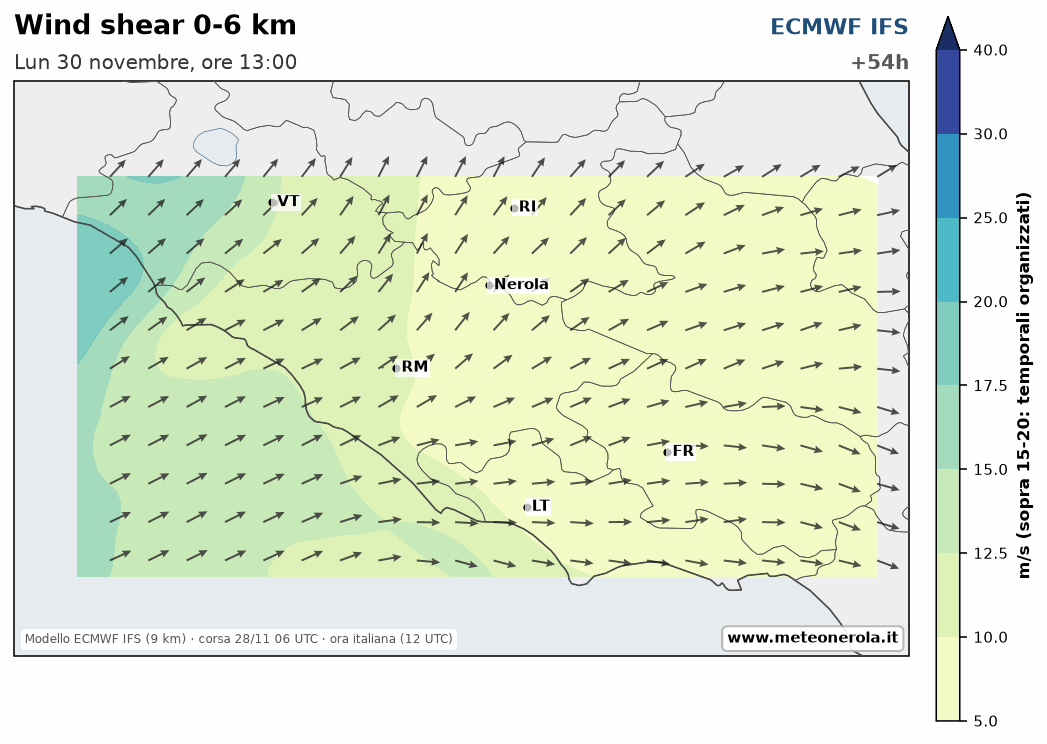 Wind shear 0-6 km
ECMWF IFS
Lun 30 novembre, ore 13:00
+54h
40.0
30.0
25.0
20.0
17.5
15.0
12.5
10.0
5.0
m/s (sopra 15-20: temporali organizzati)
VT
RI
Nerola
RM
FR
LT
Modello ECMWF IFS (9 km) · corsa 28/11 06 UTC · ora italiana (12 UTC)
www.meteonerola.it